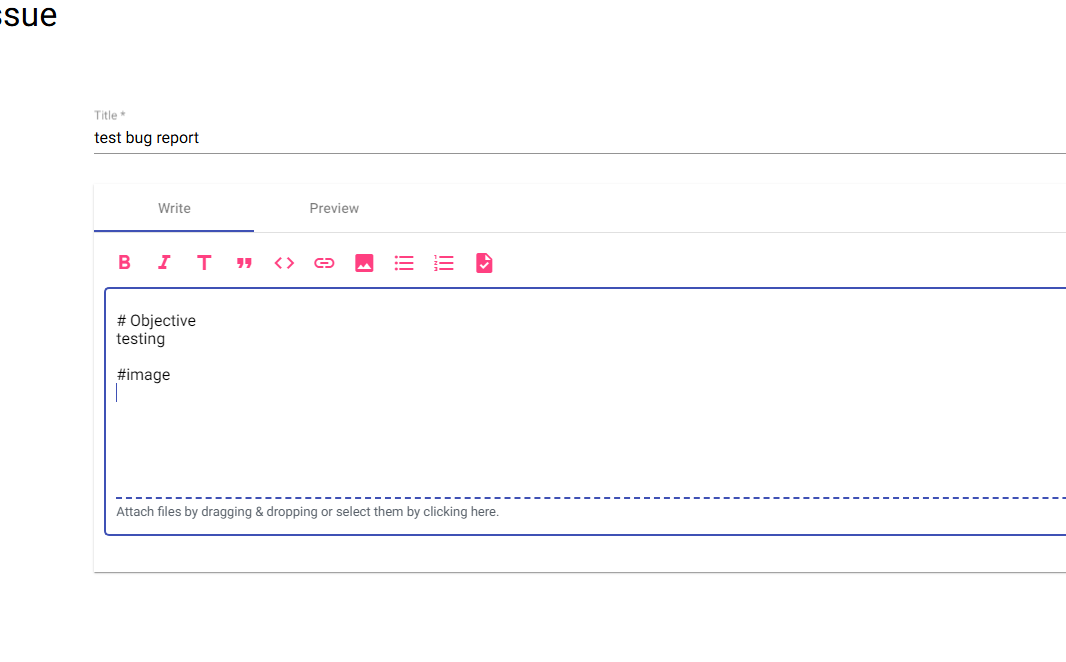 ssue
Title *
test bug report
Write Preview
# Objective
testing
#image
Attach files by dragging & dropping or select them by clicking here.